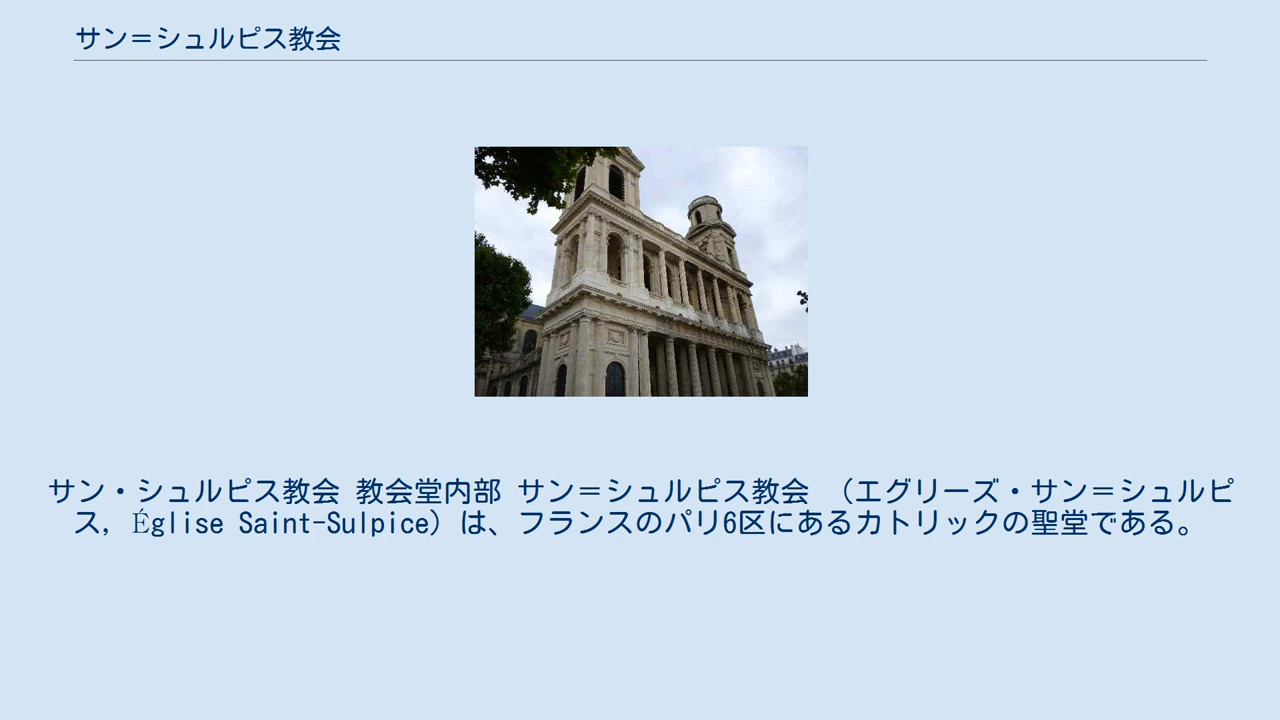 サン＝シュルピス教会
サン・シュルピス教会 教会堂内部 サン＝シュルピス教会 （エグリーズ・サン＝シュルピ
ス, Église Saint-Sulpice）は、フランスのパリ6区にあるカトリックの聖堂である。